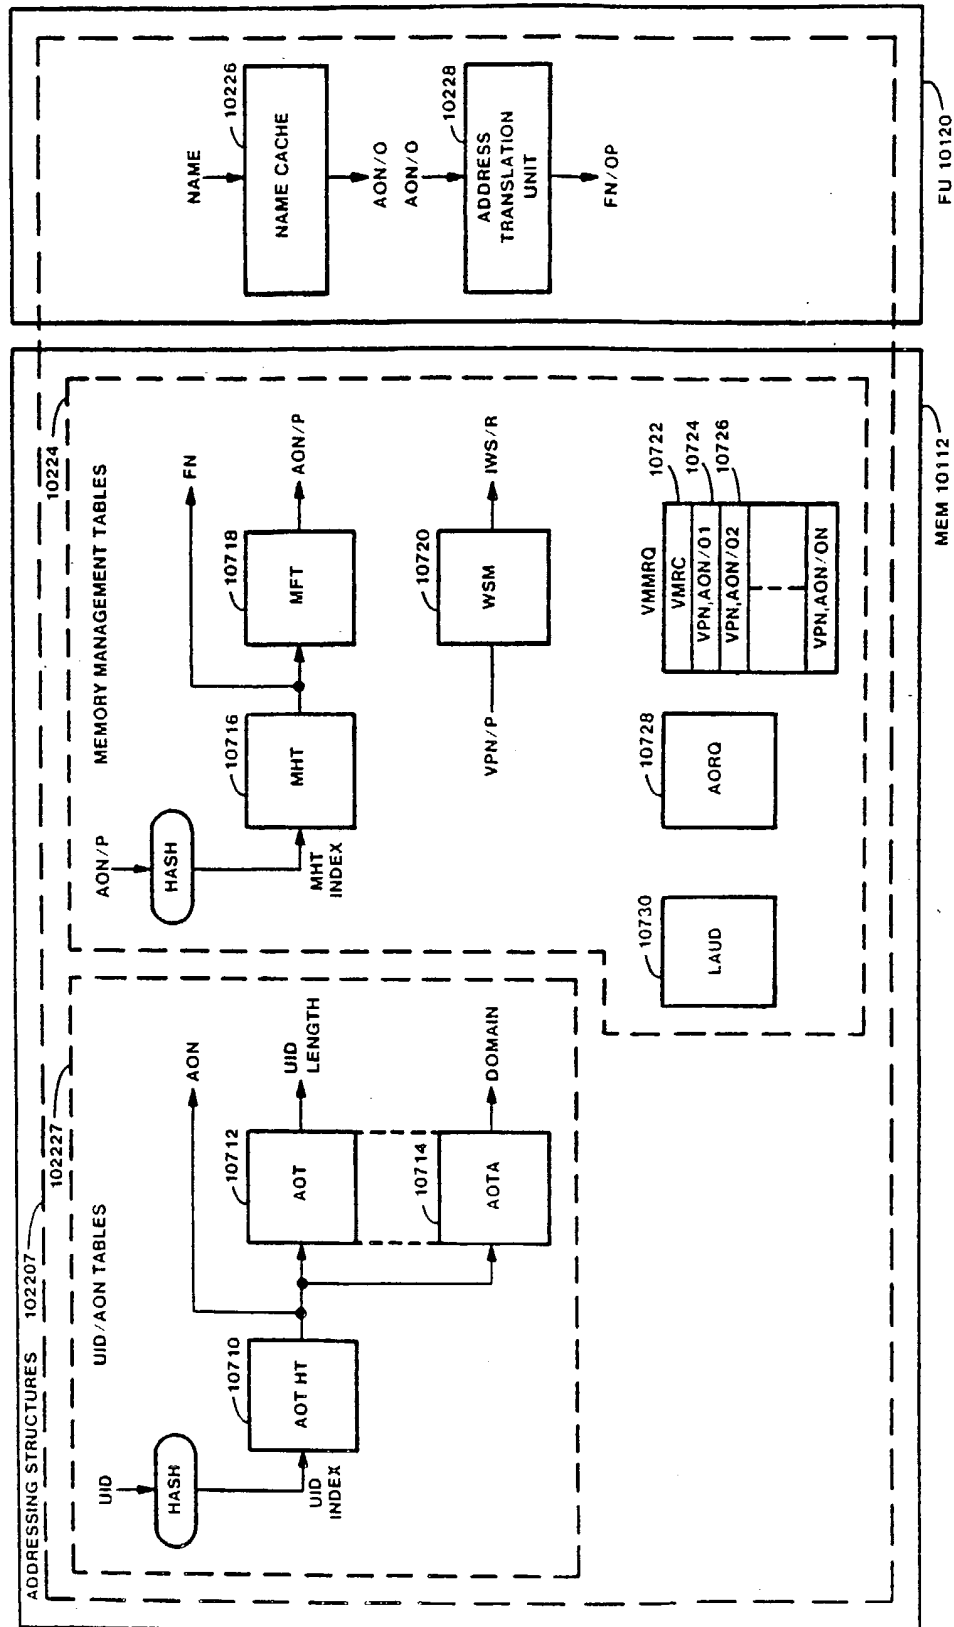 ADDRESSING STRUCTURES 102207
102227
UID/AON TABLES
UID
HASH
UID
INDEX
10710
AOT HT
AON
10712
AOT
UID
LENGTH
10714
AOTA
DOMAIN
10224
MEMORY MANAGEMENT TABLES
AON/P
HASH
MHT
INDEX
10716
MHT
FN
10718
MFT
AON/P
VPN/P
10720
WSM
IWS/R
10730
LAUD
10728
AORQ
VMMRQ
VMRC
10722
VPN,AON/01
10724
VPN,AON/02
10726
VPN,AON/ON
MEM 10112
NAME
10226
NAME CACHE
AON/O
AON/O
10228
ADDRESS
TRANSLATION
UNIT
FN/OP
FU 10120